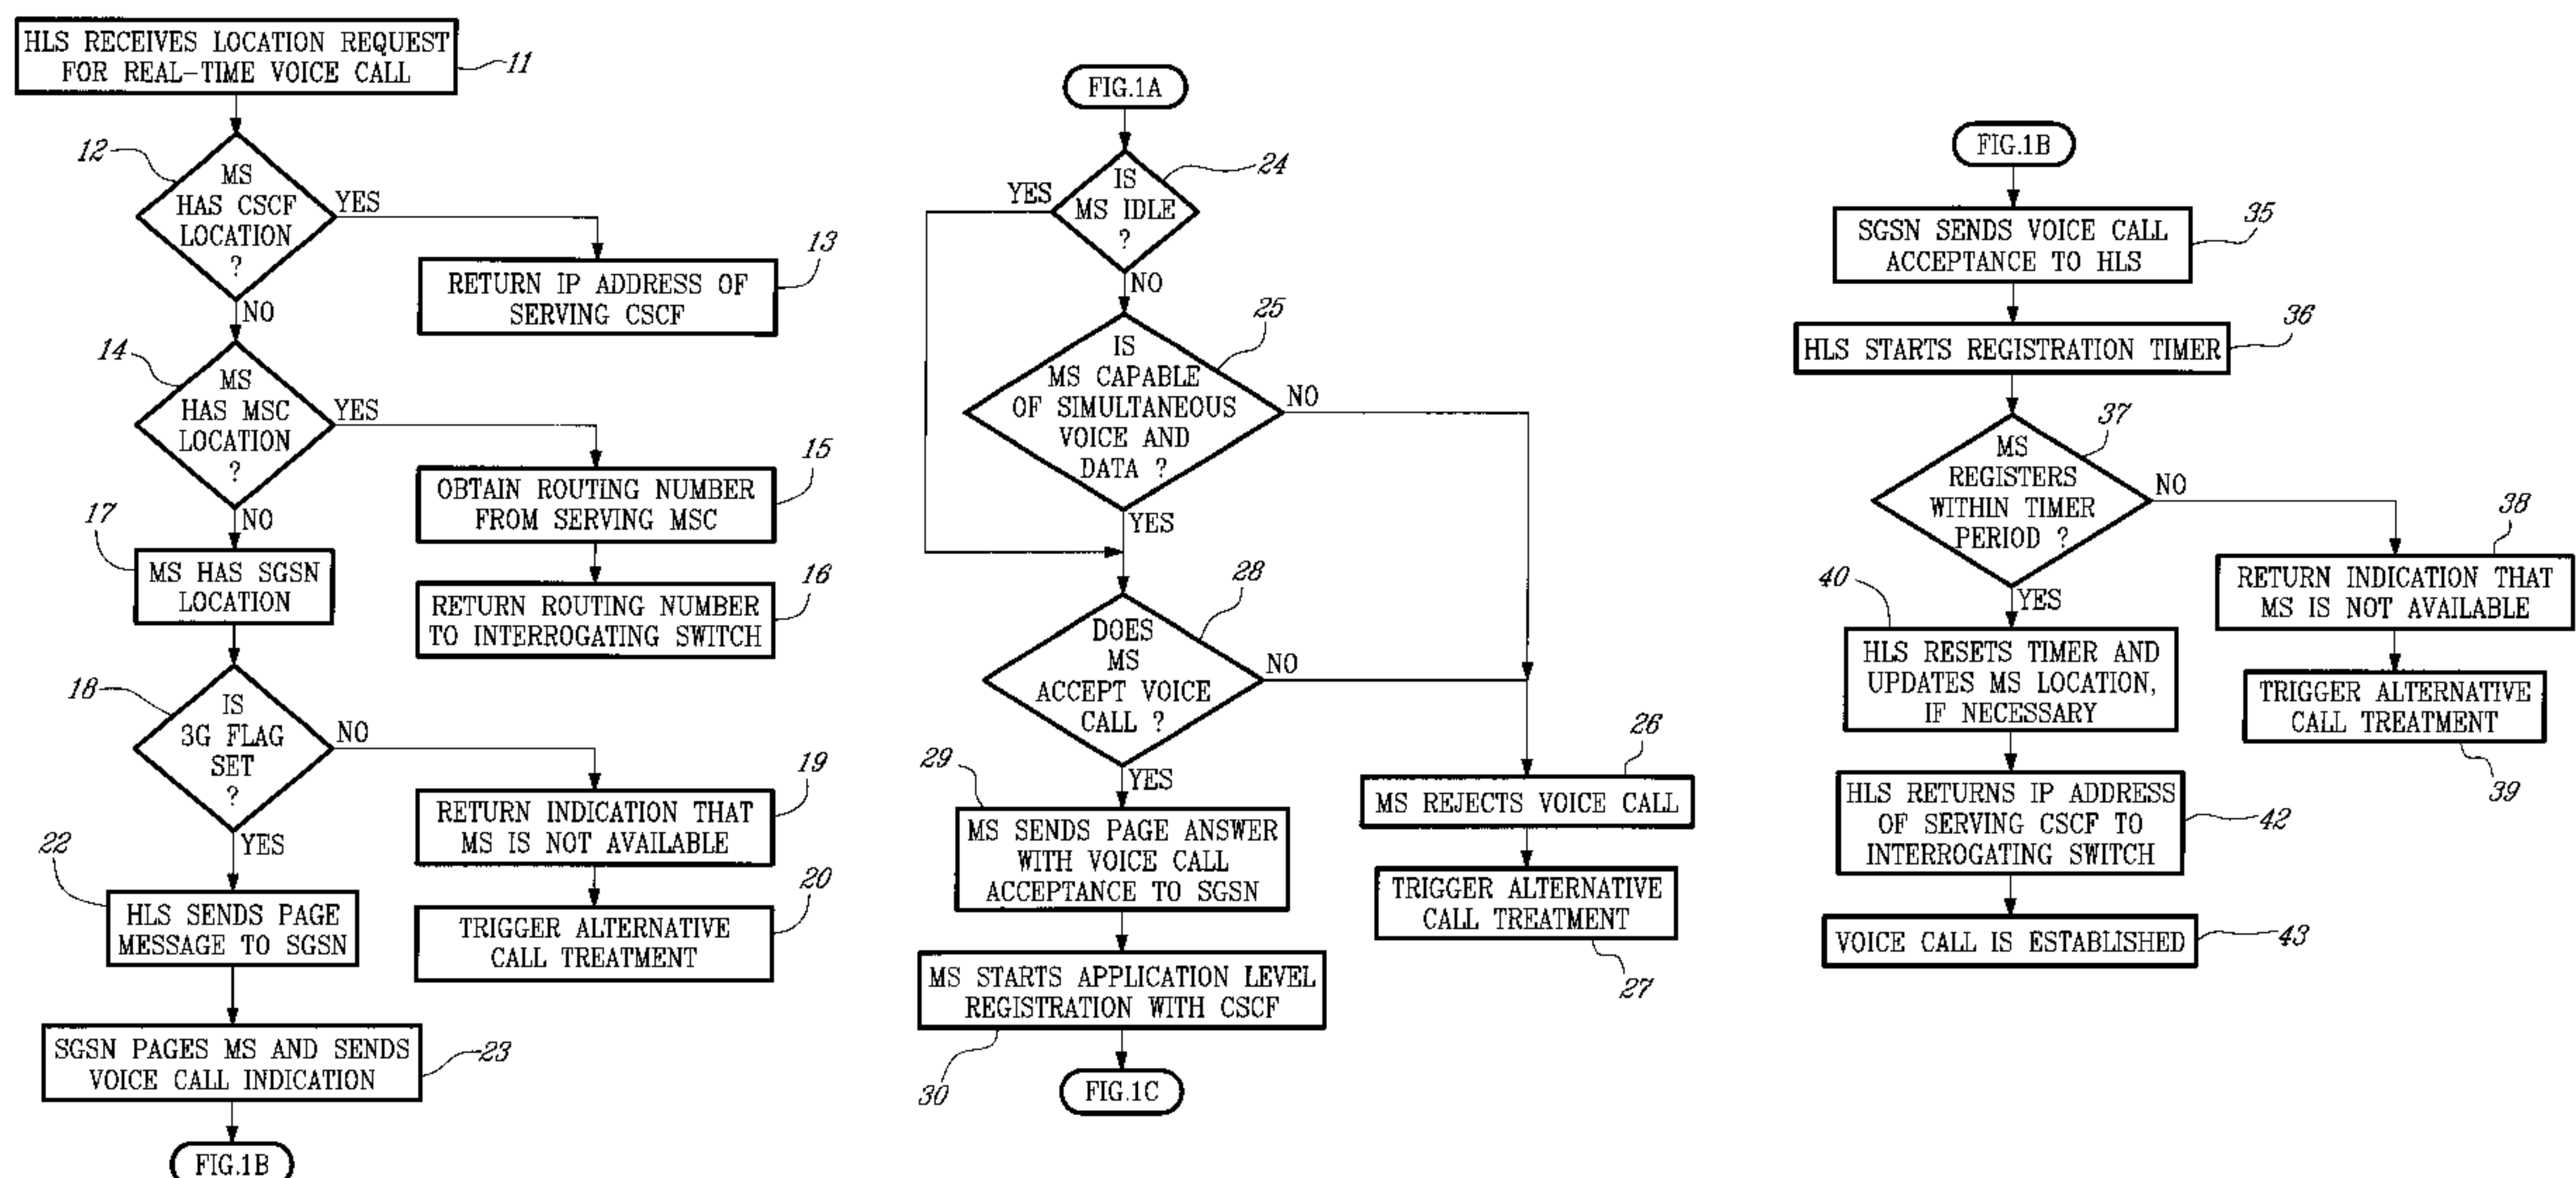 HLS RECEIVES LOCATION REQUEST
FOR REAL-TIME VOICE CALL
11
12
MS
HAS CSCF
LOCATION
?
YES
NO
13
RETURN IP ADDRESS OF
SERVING CSCF
14
MS
HAS MSC
LOCATION
?
YES
NO
15
OBTAIN ROUTING NUMBER
FROM SERVING MSC
16
RETURN ROUTING NUMBER
TO INTERROGATING SWITCH
17
MS HAS SGSN
LOCATION
18
IS
3G FLAG
SET
?
NO
YES
19
RETURN INDICATION THAT
MS IS NOT AVAILABLE
20
TRIGGER ALTERNATIVE
CALL TREATMENT
22
HLS SENDS PAGE
MESSAGE TO SGSN
SGSN PAGES MS AND SENDS
VOICE CALL INDICATION
23
FIG.1B
FIG.1A
24
IS
MS IDLE
?
YES
NO
25
IS
MS CAPABLE
OF SIMULTANEOUS
VOICE AND
DATA ?
NO
YES
28
DOES
MS
ACCEPT VOICE
CALL ?
NO
YES
26
MS REJECTS VOICE CALL
TRIGGER ALTERNATIVE
CALL TREATMENT
27
29
MS SENDS PAGE ANSWER
WITH VOICE CALL
ACCEPTANCE TO SGSN
MS STARTS APPLICATION LEVEL
REGISTRATION WITH CSCF
30
FIG.1C
FIG.1B
35
SGSN SENDS VOICE CALL
ACCEPTANCE TO HLS
36
HLS STARTS REGISTRATION TIMER
37
MS
REGISTERS
WITHIN TIMER
PERIOD ?
NO
YES
38
RETURN INDICATION THAT
MS IS NOT AVAILABLE
TRIGGER ALTERNATIVE
CALL TREATMENT
39
40
HLS RESETS TIMER AND
UPDATES MS LOCATION,
IF NECESSARY
HLS RETURNS IP ADDRESS
OF SERVING CSCF TO
INTERROGATING SWITCH
42
VOICE CALL IS ESTABLISHED
43